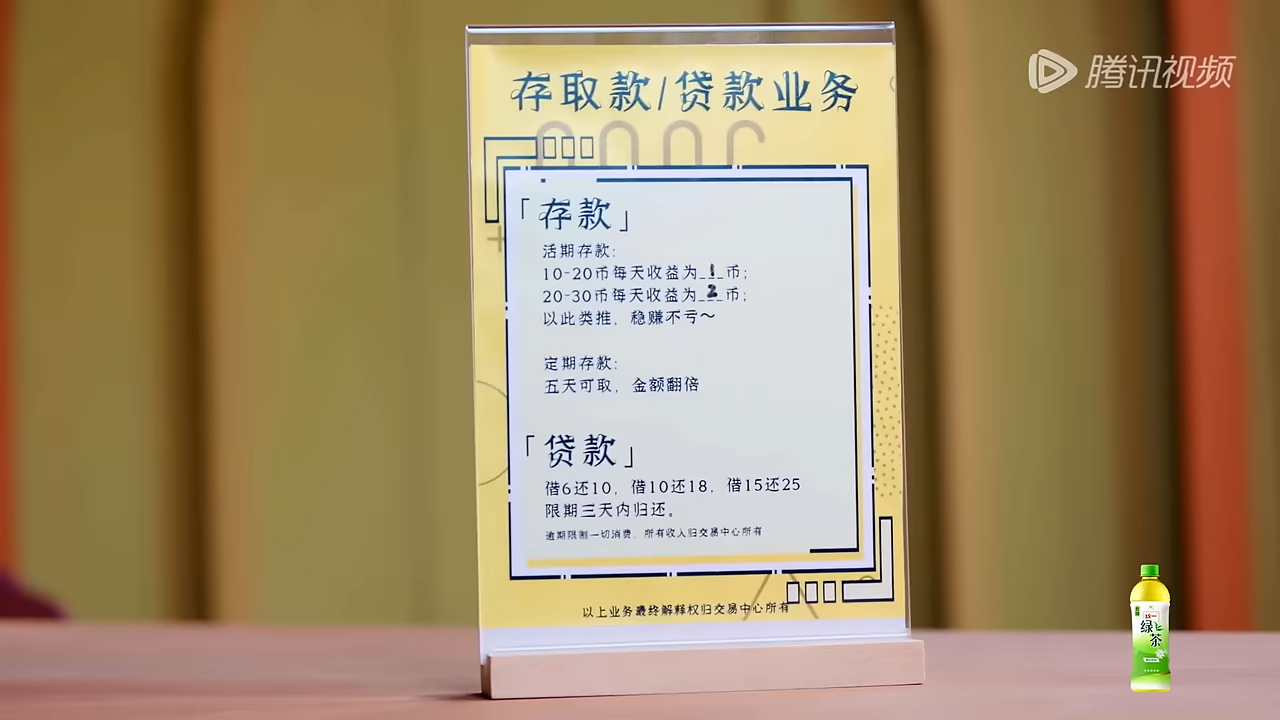 腾讯视频
存取款/贷款业务
「存款」
活期存款:
10-20币每天收益为_1_币;
20-30币每天收益为_2_币;
以此类推，稳赚不亏～
定期存款:
五天可取，金额翻倍
「贷款」
借6还10，借10还18，借15还25
限期三天内归还。
逾期限制一切消费，所有收入归交易中心所有
以上业务最终解释权归交易中心所有
统一
绿茶